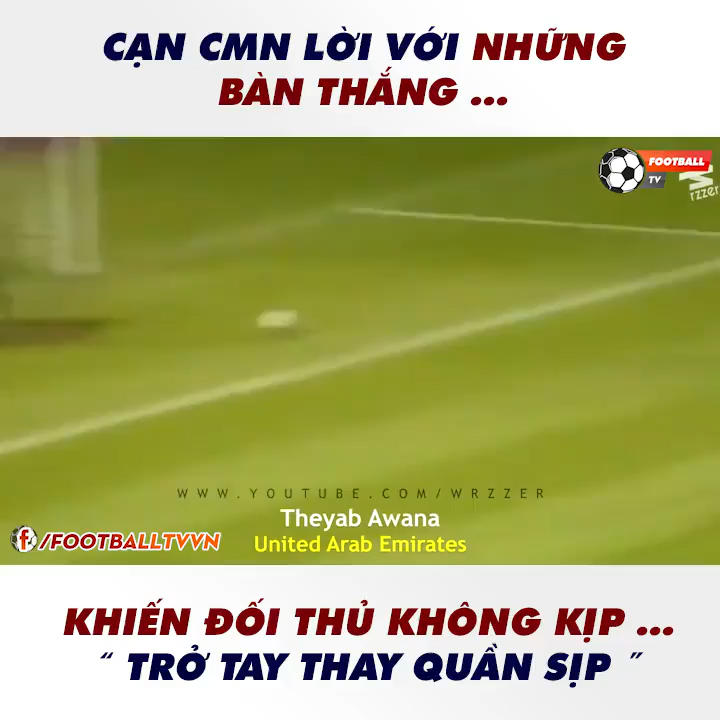 CẠN CMN LỜI VỚI NHỮNG
BÀN THẮNG ...
FOOTBALL
TV
rzzer
WWW.YOUTUBE.COM/WRZZER
Theyab Awana
/FOOTBALLTVVN
United Arab Emirates
KHIẾN ĐỐI THỦ KHÔNG KỊP ...
“ TRỞ TAY THAY QUẦN SỊP ”